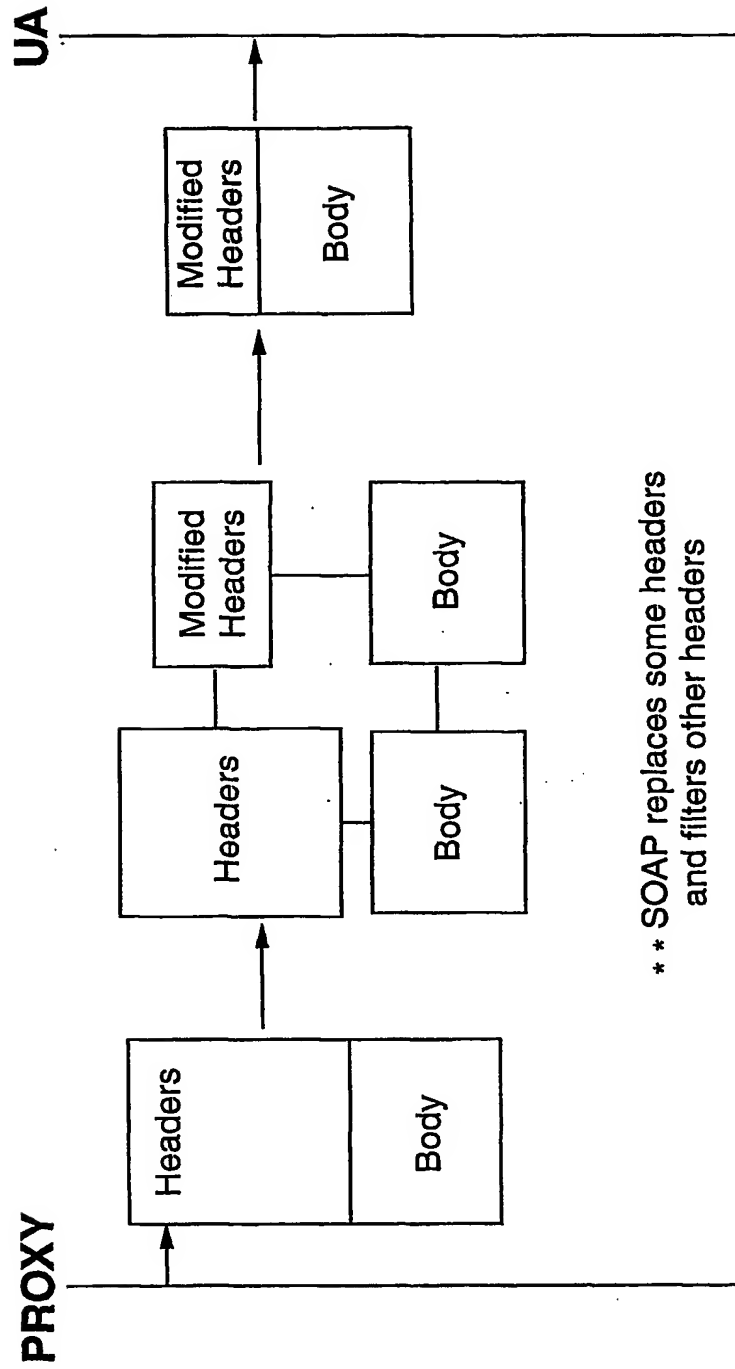 PROXY
UA
Headers
Body
Headers
Body
Modified
Headers
Body
Modified
Headers
Body
* * SOAP replaces some headers
and filters other headers